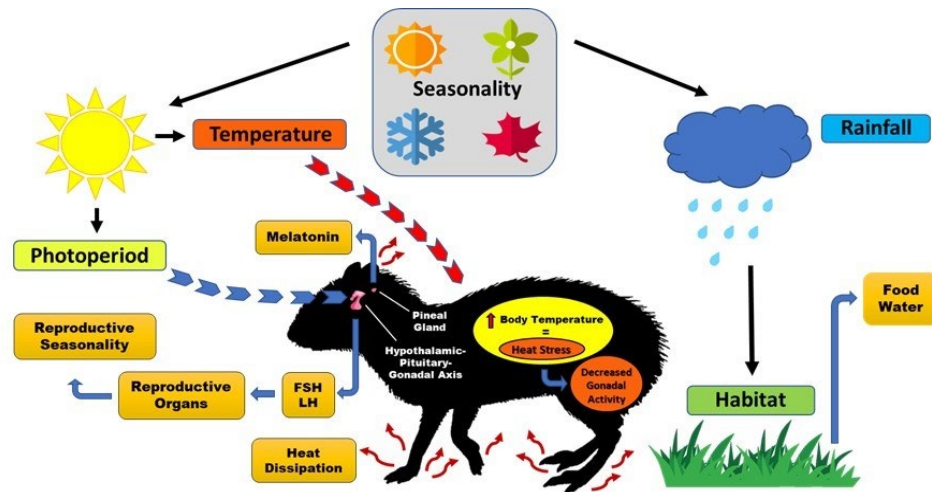 Seasonality
Temperature
Rainfall
Photoperiod
Melatonin
Food
Water
Pineal
Gland
Hypothalamic-
Pituitary-
Gonadal Axis
Body Temperature
=
Heat Stress
Decreased
Gonadal
Activity
Reproductive
Seasonality
Reproductive
Organs
FSH
LH
Habitat
Heat
Dissipation